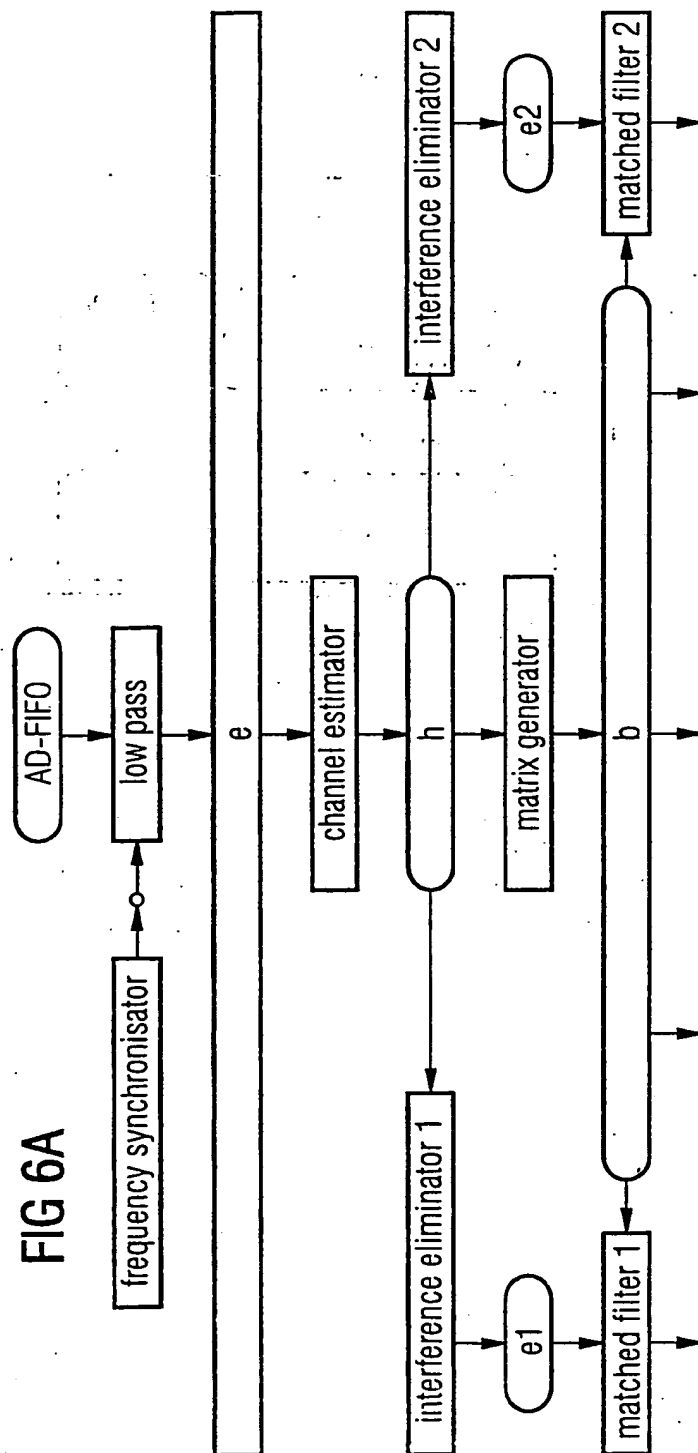 FIG 6A
AD-FIFO
frequency synchronisator
low pass
e
channel estimator
interference eliminator 1
h
interference eliminator 2
e1
matrix generator
e2
matched filter 1
b
matched filter 2